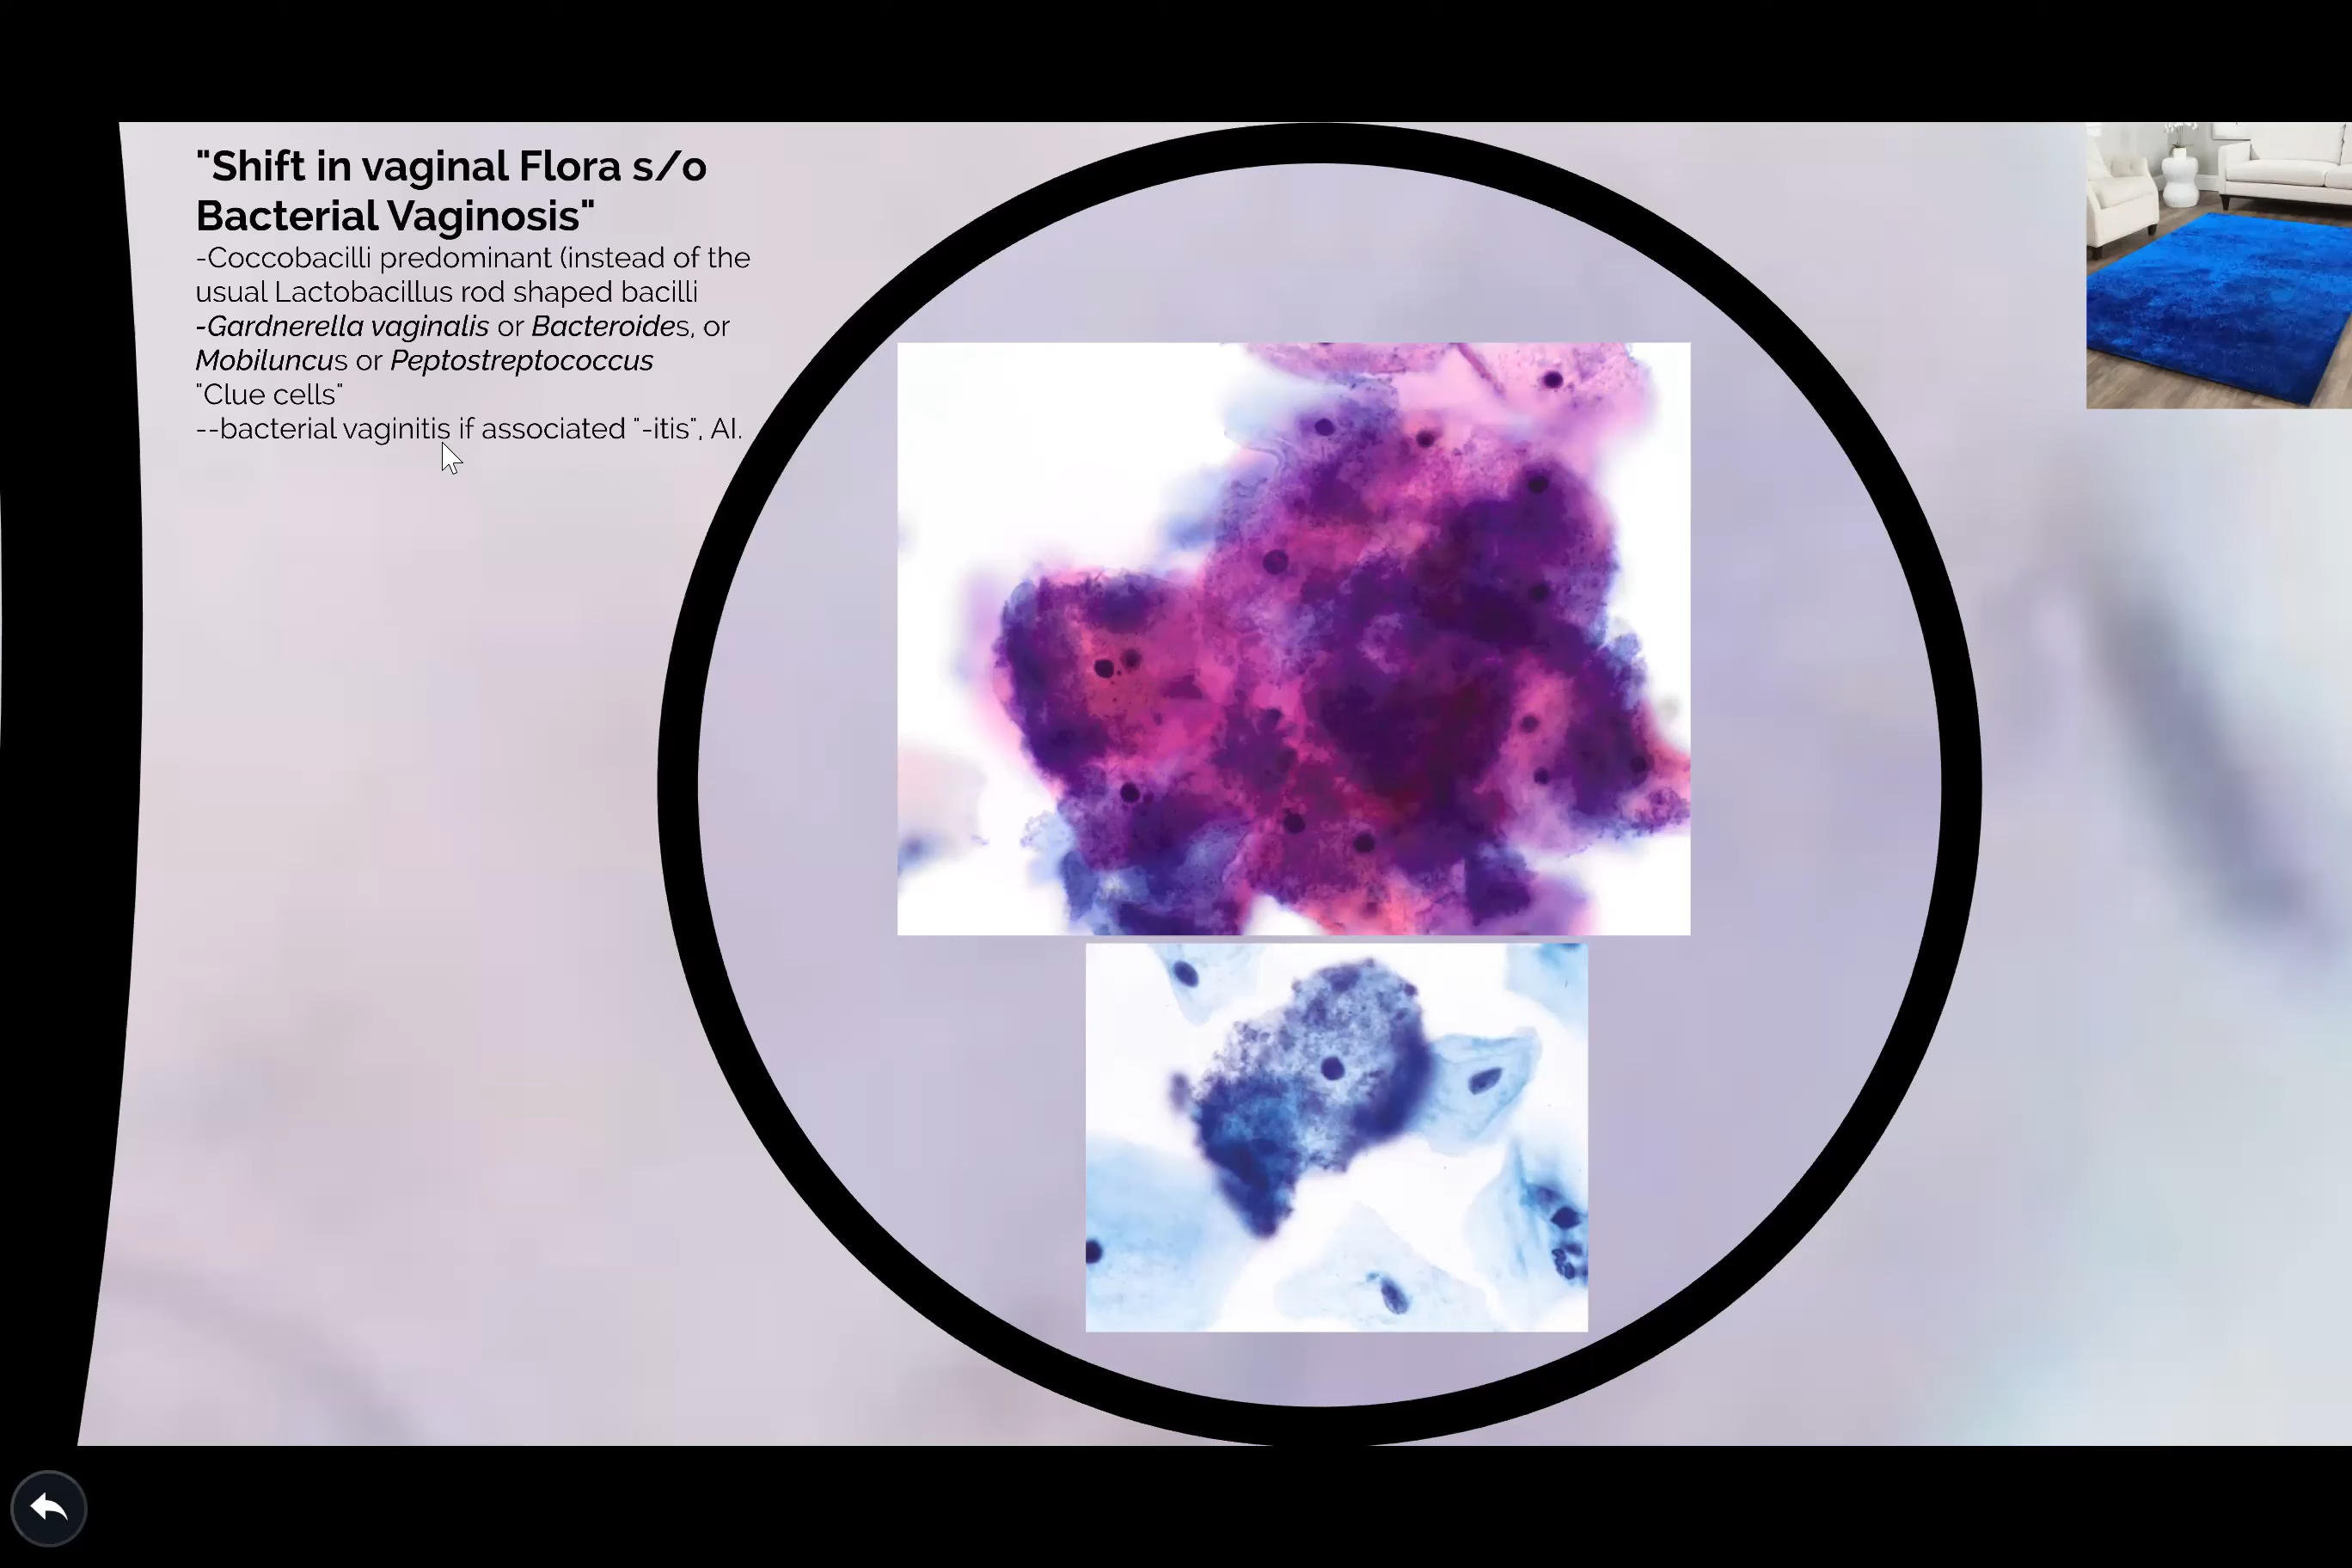 "Shift in vaginal Flora s/o
Bacterial Vaginosis"
-Coccobacilli predominant (instead of the
usual Lactobacillus rod shaped bacilli
-Gardnerella vaginalis or Bacteroides, or
Mobiluncus or Peptostreptococcus
"Clue cells"
--bacterial vaginitis if associated "-itis", AI.